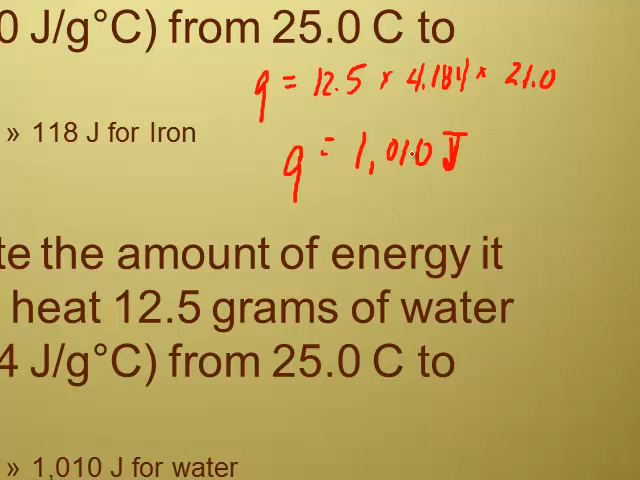 0 J/g°C) from 25.0 C to
q = 12.5 × 4.184 × 21.0
» 118 J for Iron
q = 1,010 J
te the amount of energy it
heat 12.5 grams of water
4 J/g°C) from 25.0 C to
» 1,010 J for water